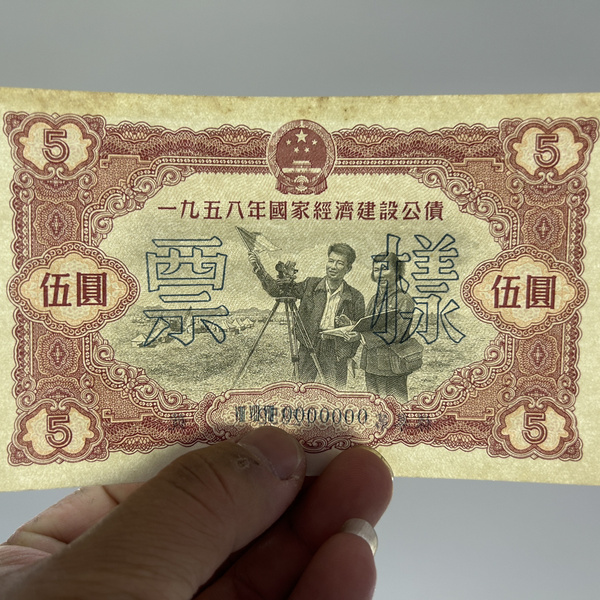 5 5
一九五八年國家經濟建設公債
票樣
伍圓 伍圓
0000000
5 5